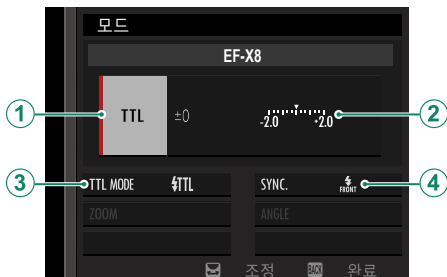 모드
EF-X8
1 TTL ±0 -2.0 +2.0 2
3 TTL MODE TTL SYNC. FRONT 4
ZOOM ANGLE
조정 BACK 완료